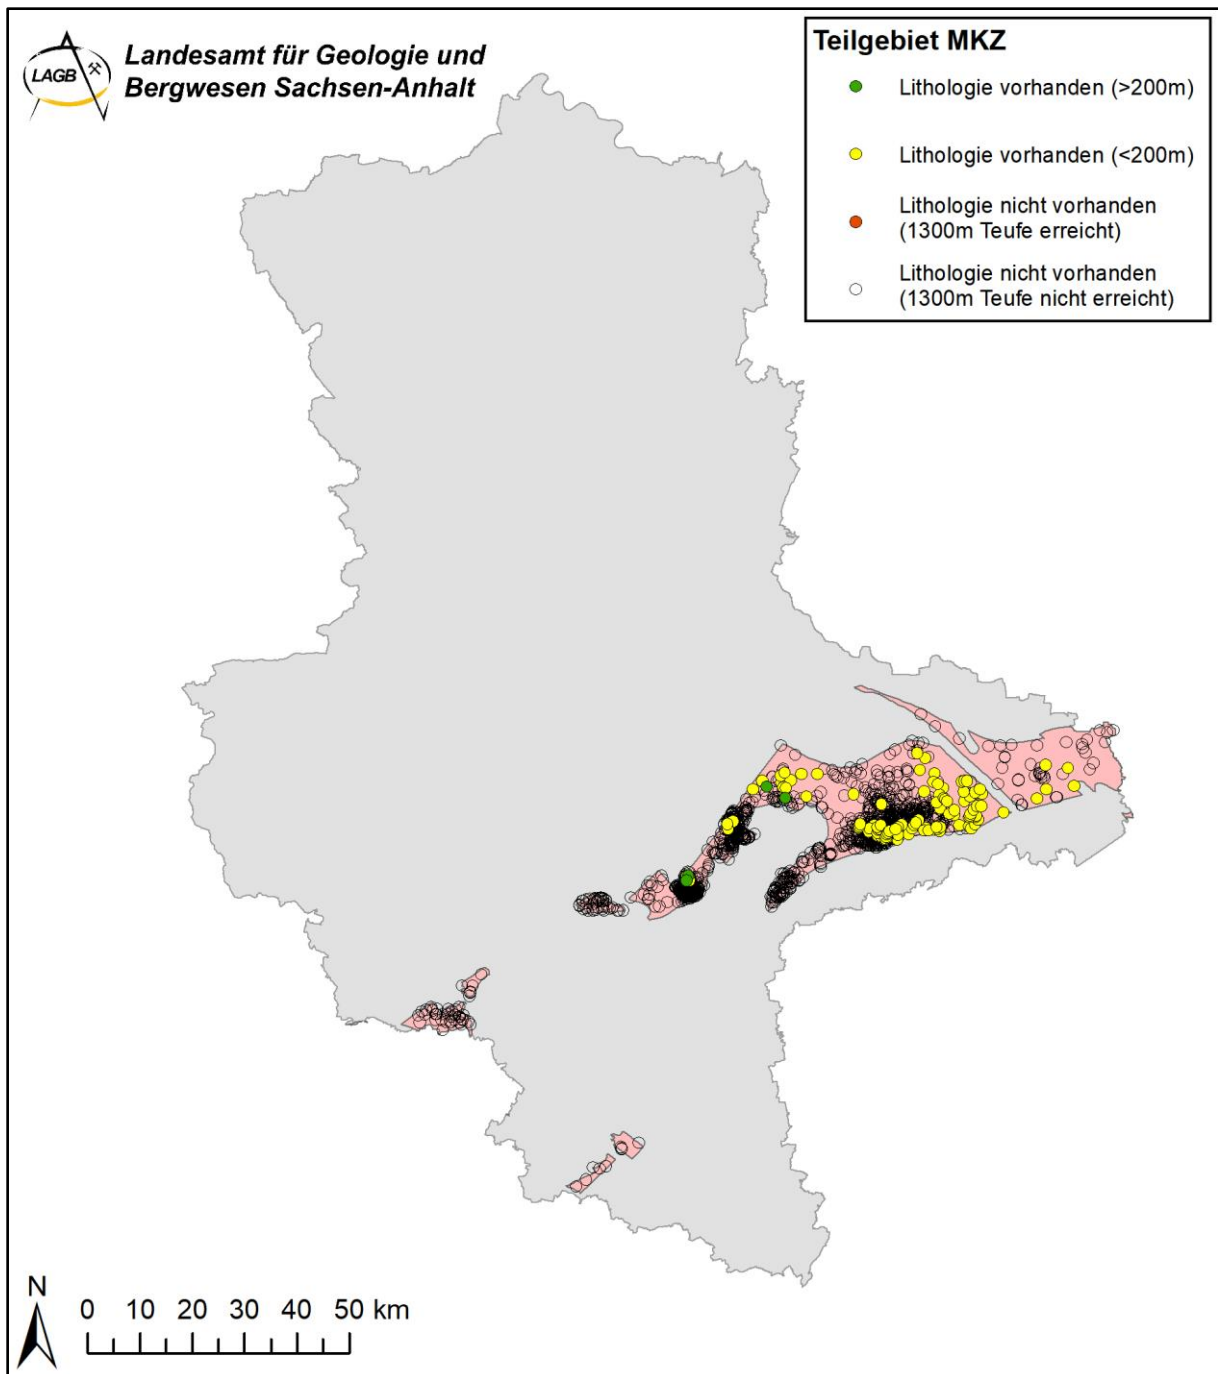 LAGB
Landesamt für Geologie und
Bergwesen Sachsen-Anhalt
Teilgebiet MKZ
Lithologie vorhanden (>200m)
Lithologie vorhanden (<200m)
Lithologie nicht vorhanden
(1300m Teufe erreicht)
Lithologie nicht vorhanden
(1300m Teufe nicht erreicht)
N
0 10 20 30 40 50 km